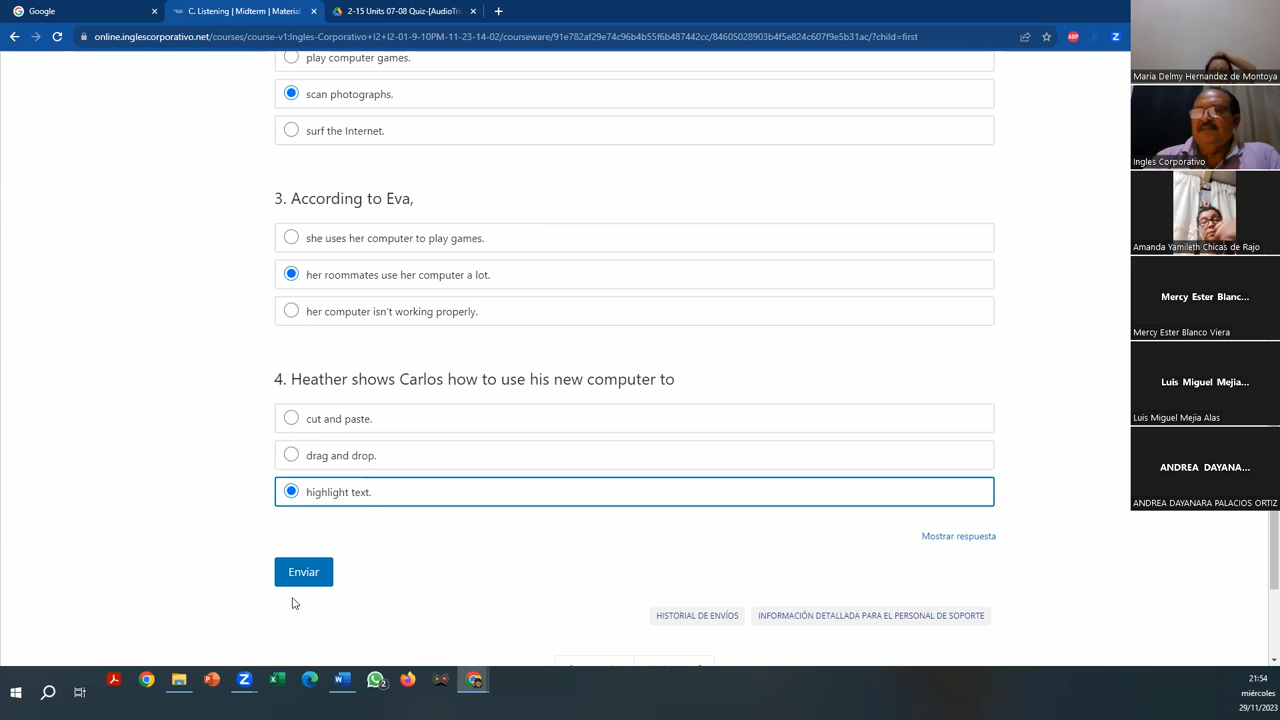 Google
C. Listening | Midterm | Material
2-15 Units 07-08 Quiz-[AudioTra
online.inglescorporativo.net/courses/course-v1:Ingles-Corporativo+I2+I2-01-9-10PM-11-23-14-02/courseware/91e782af29e74c96b4b55f6b487442cc/84605028903b4f5e824c607f9e5b31ac/?child=first
play computer games.
scan photographs.
surf the Internet.
3. According to Eva,
she uses her computer to play games.
her roommates use her computer a lot.
her computer isn't working properly.
4. Heather shows Carlos how to use his new computer to
cut and paste.
drag and drop.
highlight text.
Mostrar respuesta
Enviar
HISTORIAL DE ENVÍOS
INFORMACIÓN DETALLADA PARA EL PERSONAL DE SOPORTE
Maria Delmy Hernandez de Montoya
Ingles Corporativo
Amanda Yamileth Chicas de Rajo
Mercy Ester Blanc...
Mercy Ester Blanco Viera
Luis Miguel Mejia...
Luis Miguel Mejia Alas
ANDREA DAYANA...
ANDREA DAYANARA PALACIOS ORTIZ
21:54
miércoles
29/11/2023